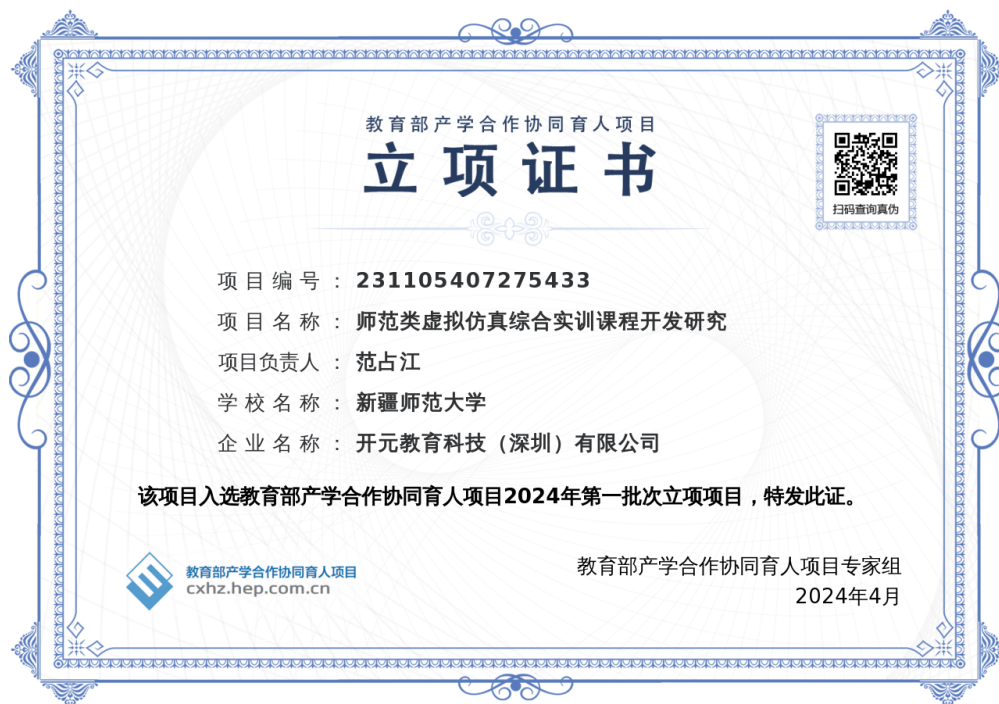 教育部产学合作协同育人项目
立项证书
扫码查询真伪
项目编号：231105407275433
项目名称：师范类虚拟仿真综合实训课程开发研究
项目负责人：范占江
学校名称：新疆师范大学
企业名称：开元教育科技（深圳）有限公司
该项目入选教育部产学合作协同育人项目2024年第一批次立项项目，特发此证。
教育部产学合作协同育人项目
cxhz.hep.com.cn
教育部产学合作协同育人项目专家组
2024年4月